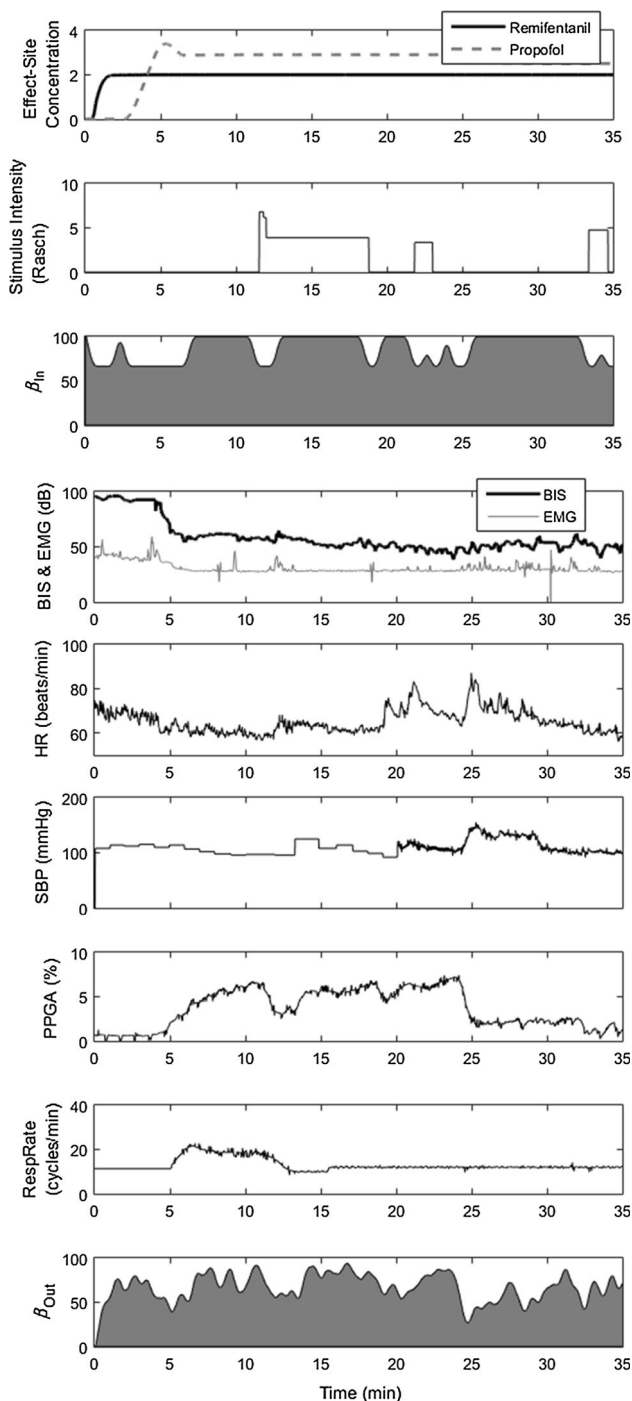 Effect-Site
Concentration
4
2
0
Remifentanil
Propofol
0 5 10 15 20 25 30 35
Stimulus Intensity
(Rasch)
10
5
0
0 5 10 15 20 25 30 35
βIn
100
50
0
0 5 10 15 20 25 30 35
BIS & EMG (dB)
100
50
0
BIS
EMG
0 5 10 15 20 25 30 35
HR (beats/min)
100
80
60
0 5 10 15 20 25 30 35
SBP (mmHg)
200
100
0
0 5 10 15 20 25 30 35
PPGA (%)
10
5
0
0 5 10 15 20 25 30 35
RespRate
(cycles/min)
40
20
0
0 5 10 15 20 25 30 35
βOut
100
50
0
0 5 10 15 20 25 30 35
Time (min)